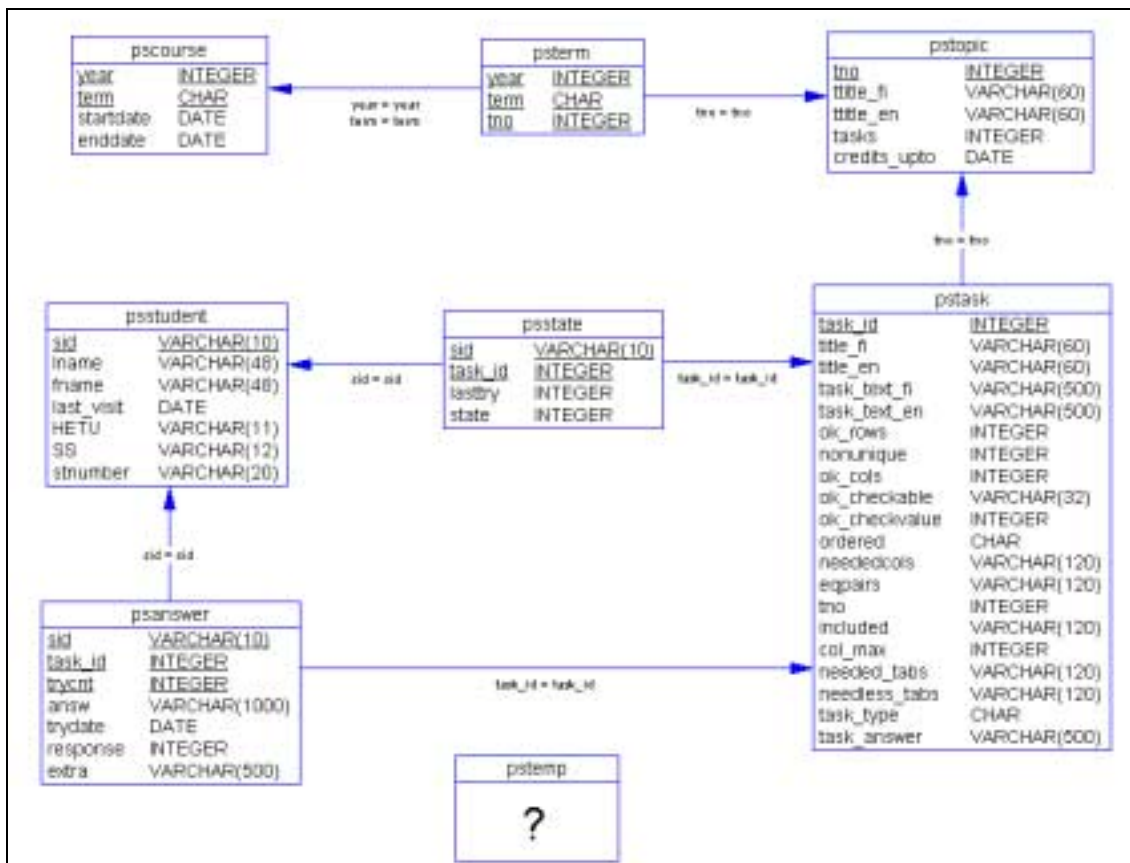 pscourse
year INTEGER
term CHAR
startdate DATE
enddate DATE
psterm
year INTEGER
term CHAR
tno INTEGER
pstopic
tno INTEGER
ttitle_fi VARCHAR(60)
ttitle_en VARCHAR(60)
tasks INTEGER
credits_upto DATE
year = year
term = term
tno = tno
tno = tno
psstudent
sid VARCHAR(10)
lname VARCHAR(48)
fname VARCHAR(48)
last_visit DATE
HETU VARCHAR(11)
SS VARCHAR(12)
stnumber VARCHAR(20)
sid = sid
psstate
sid VARCHAR(10)
task_id INTEGER
lasttry INTEGER
state INTEGER
task_id = task_id
pstask
task_id INTEGER
title_fi VARCHAR(60)
title_en VARCHAR(60)
task_text_fi VARCHAR(500)
task_text_en VARCHAR(500)
ok_rows INTEGER
nonunique INTEGER
ok_cols INTEGER
ok_checkable VARCHAR(32)
ok_checkvalue INTEGER
ordered CHAR
neededcols VARCHAR(120)
eqpairs VARCHAR(120)
tno INTEGER
included VARCHAR(120)
col_max INTEGER
needed_tabs VARCHAR(120)
needless_tabs VARCHAR(120)
task_type CHAR
task_answer VARCHAR(500)
sid = sid
psanswer
sid VARCHAR(10)
task_id INTEGER
trycnt INTEGER
answ VARCHAR(1000)
trydate DATE
response INTEGER
extra VARCHAR(500)
task_id = task_id
pstemp
?